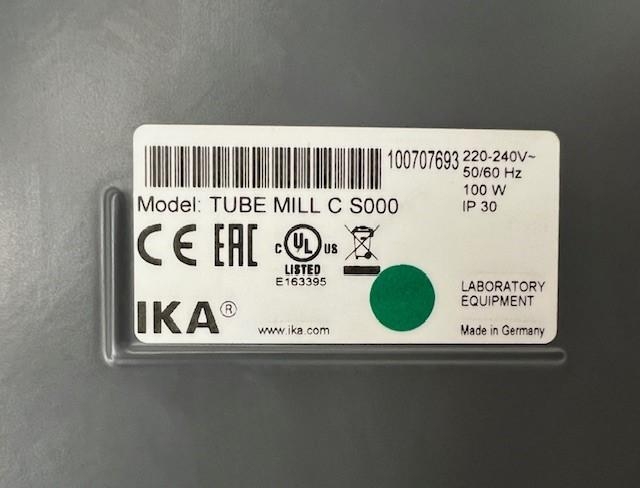 100707693
220-240V~
50/60 Hz
100 W
IP 30
Model: TUBE MILL C S000
CE EAC
C UL US
LISTED
E163395
LABORATORY
EQUIPMENT
IKA®
www.ika.com
Made in Germany